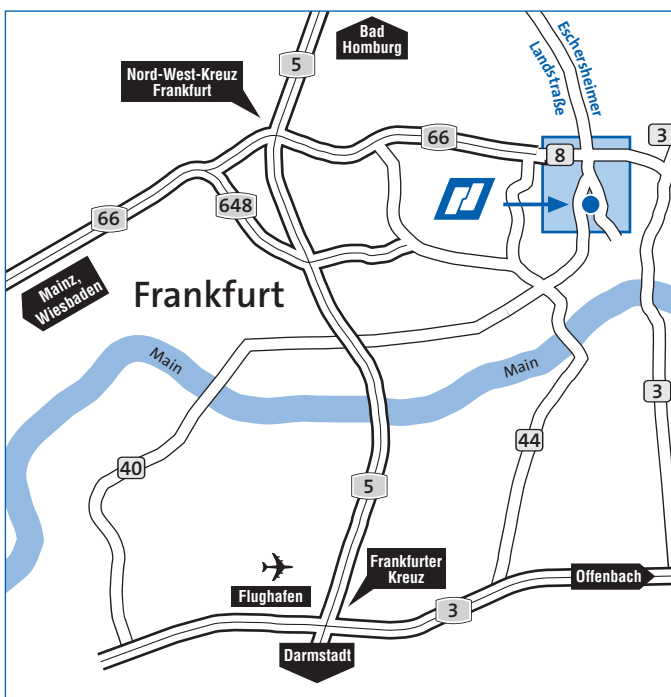 Bad
Homburg
Eschersheimer
Landstraße
5
Nord-West-Kreuz
Frankfurt
66
3
8
648
66
Mainz,
Wiesbaden
Frankfurt
Main
Main
3
44
40
5
Frankfurter
Kreuz
Flughafen
Offenbach
3
Darmstadt